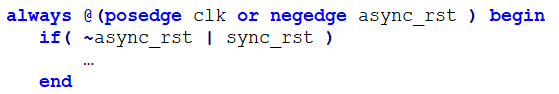 always @(posedge clk or negedge async_rst ) begin
if( ~async_rst | sync_rst )
…
end